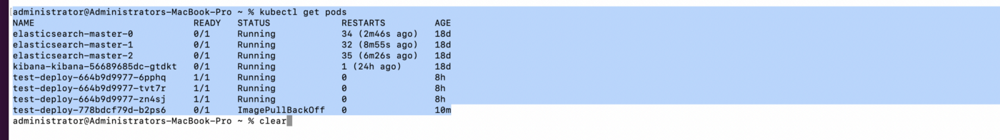 administrator@Administrators-MacBook-Pro ~ % kubectl get pods
NAME READY STATUS RESTARTS AGE
elasticsearch-master-0 0/1 Running 34 (2m46s ago) 18d
elasticsearch-master-1 0/1 Running 32 (8m55s ago) 18d
elasticsearch-master-2 0/1 Running 35 (6m26s ago) 18d
kibana-kibana-56689685dc-gtdkt 0/1 Running 1 (24h ago) 18d
test-deploy-664b9d9977-6pphq 1/1 Running 0 8h
test-deploy-664b9d9977-tvt7r 1/1 Running 0 8h
test-deploy-664b9d9977-zn4sj 1/1 Running 0 8h
test-deploy-778bdcf79d-b2ps6 0/1 ImagePullBackOff 0 10m
administrator@Administrators-MacBook-Pro ~ % clear